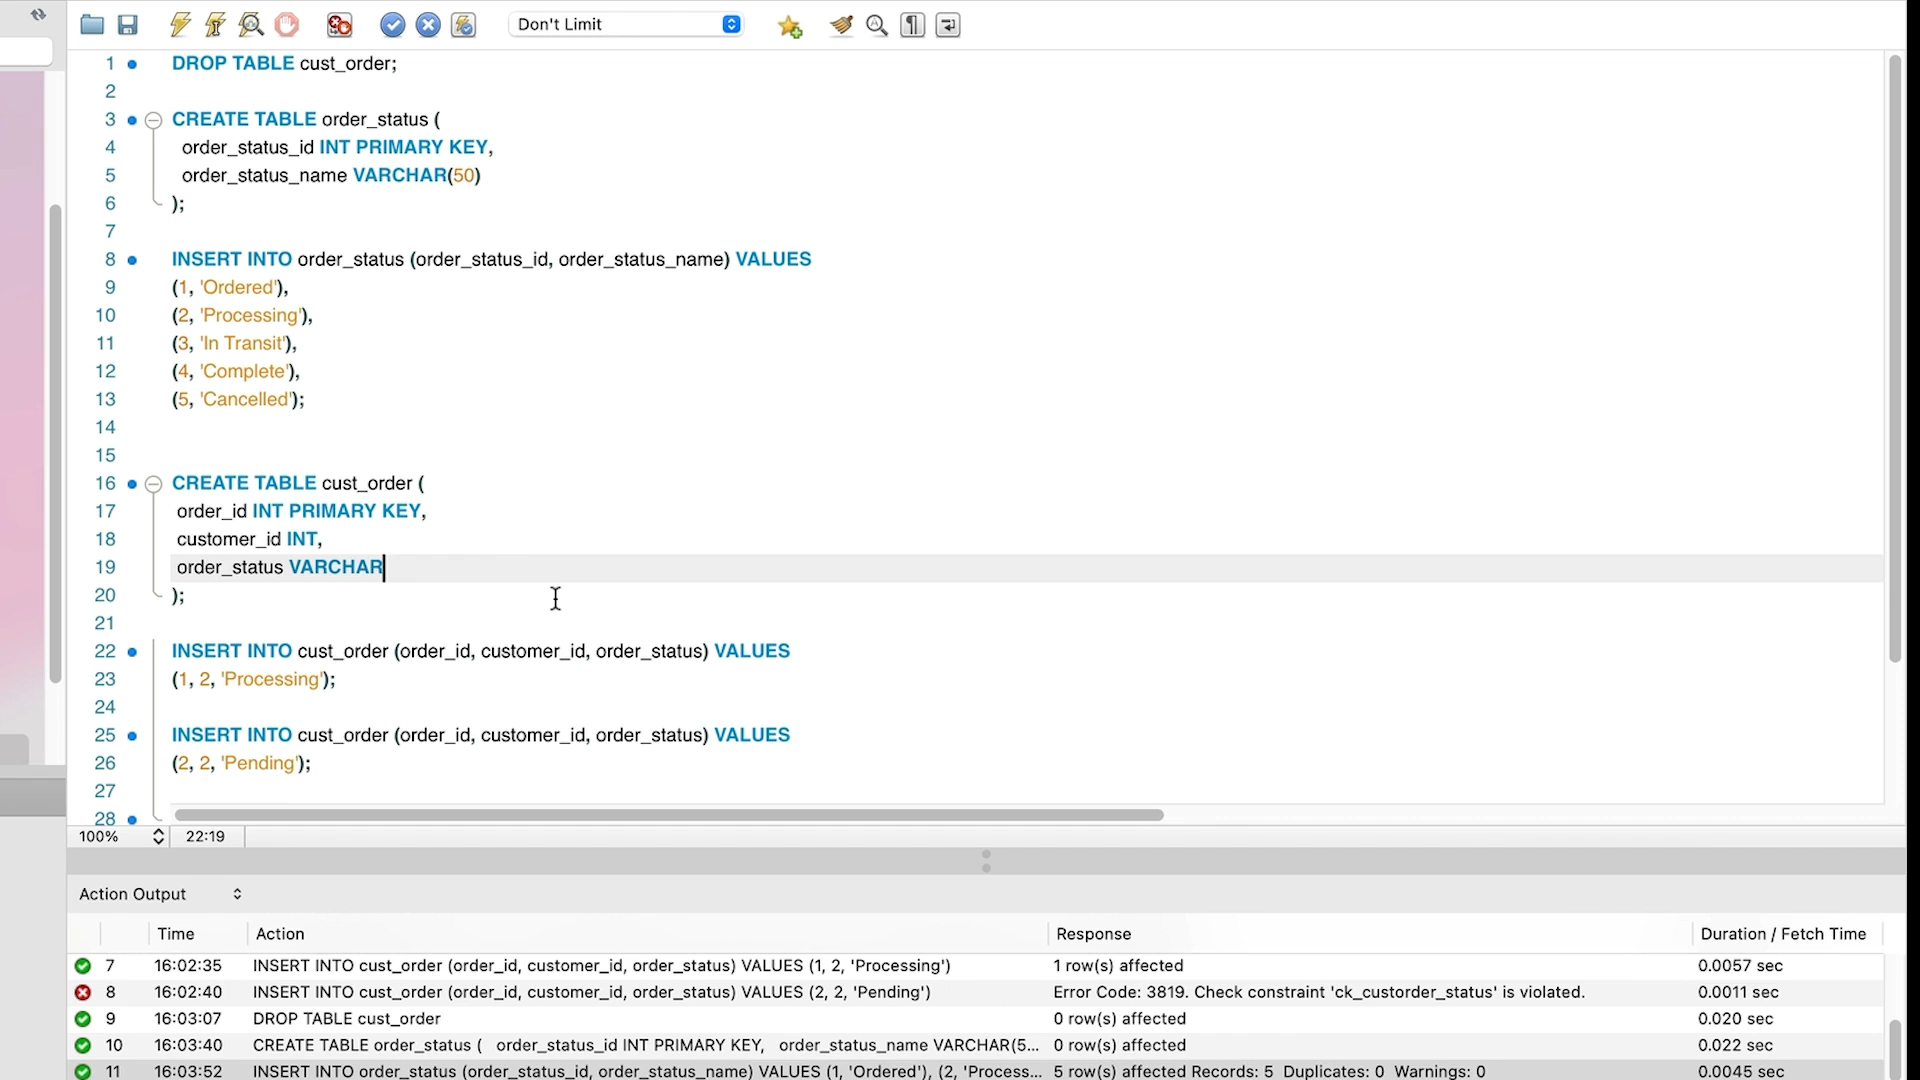 Don't Limit
1 DROP TABLE cust_order;
2
3 CREATE TABLE order_status (
4 order_status_id INT PRIMARY KEY,
5 order_status_name VARCHAR(50)
6 );
7
8 INSERT INTO order_status (order_status_id, order_status_name) VALUES
9 (1, 'Ordered'),
10 (2, 'Processing'),
11 (3, 'In Transit'),
12 (4, 'Complete'),
13 (5, 'Cancelled');
14
15
16 CREATE TABLE cust_order (
17 order_id INT PRIMARY KEY,
18 customer_id INT,
19 order_status VARCHAR
20 );
21
22 INSERT INTO cust_order (order_id, customer_id, order_status) VALUES
23 (1, 2, 'Processing');
24
25 INSERT INTO cust_order (order_id, customer_id, order_status) VALUES
26 (2, 2, 'Pending');
27
28
100% 22:19
Action Output
Time Action Response Duration / Fetch Time
7 16:02:35 INSERT INTO cust_order (order_id, customer_id, order_status) VALUES (1, 2, 'Processing') 1 row(s) affected 0.0057 sec
8 16:02:40 INSERT INTO cust_order (order_id, customer_id, order_status) VALUES (2, 2, 'Pending') Error Code: 3819. Check constraint 'ck_custorder_status' is violated. 0.0011 sec
9 16:03:07 DROP TABLE cust_order 0 row(s) affected 0.020 sec
10 16:03:40 CREATE TABLE order_status ( order_status_id INT PRIMARY KEY, order_status_name VARCHAR(5... 0 row(s) affected 0.022 sec
11 16:03:52 INSERT INTO order_status (order_status_id, order_status_name) VALUES (1, 'Ordered'), (2, 'Process... 5 row(s) affected Records: 5 Duplicates: 0 Warnings: 0 0.0045 sec